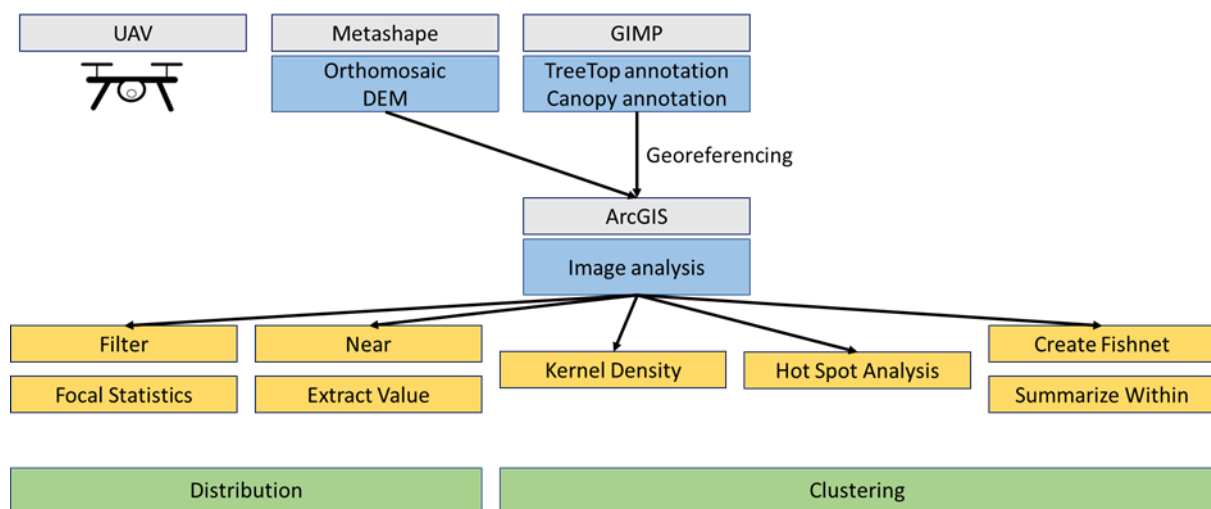 UAV
Metashape
GIMP
Orthomosaic
DEM
TreeTop annotation
Canopy annotation
Georeferencing
ArcGIS
Image analysis
Filter
Near
Kernel Density
Hot Spot Analysis
Create Fishnet
Focal Statistics
Extract Value
Summarize Within
Distribution
Clustering